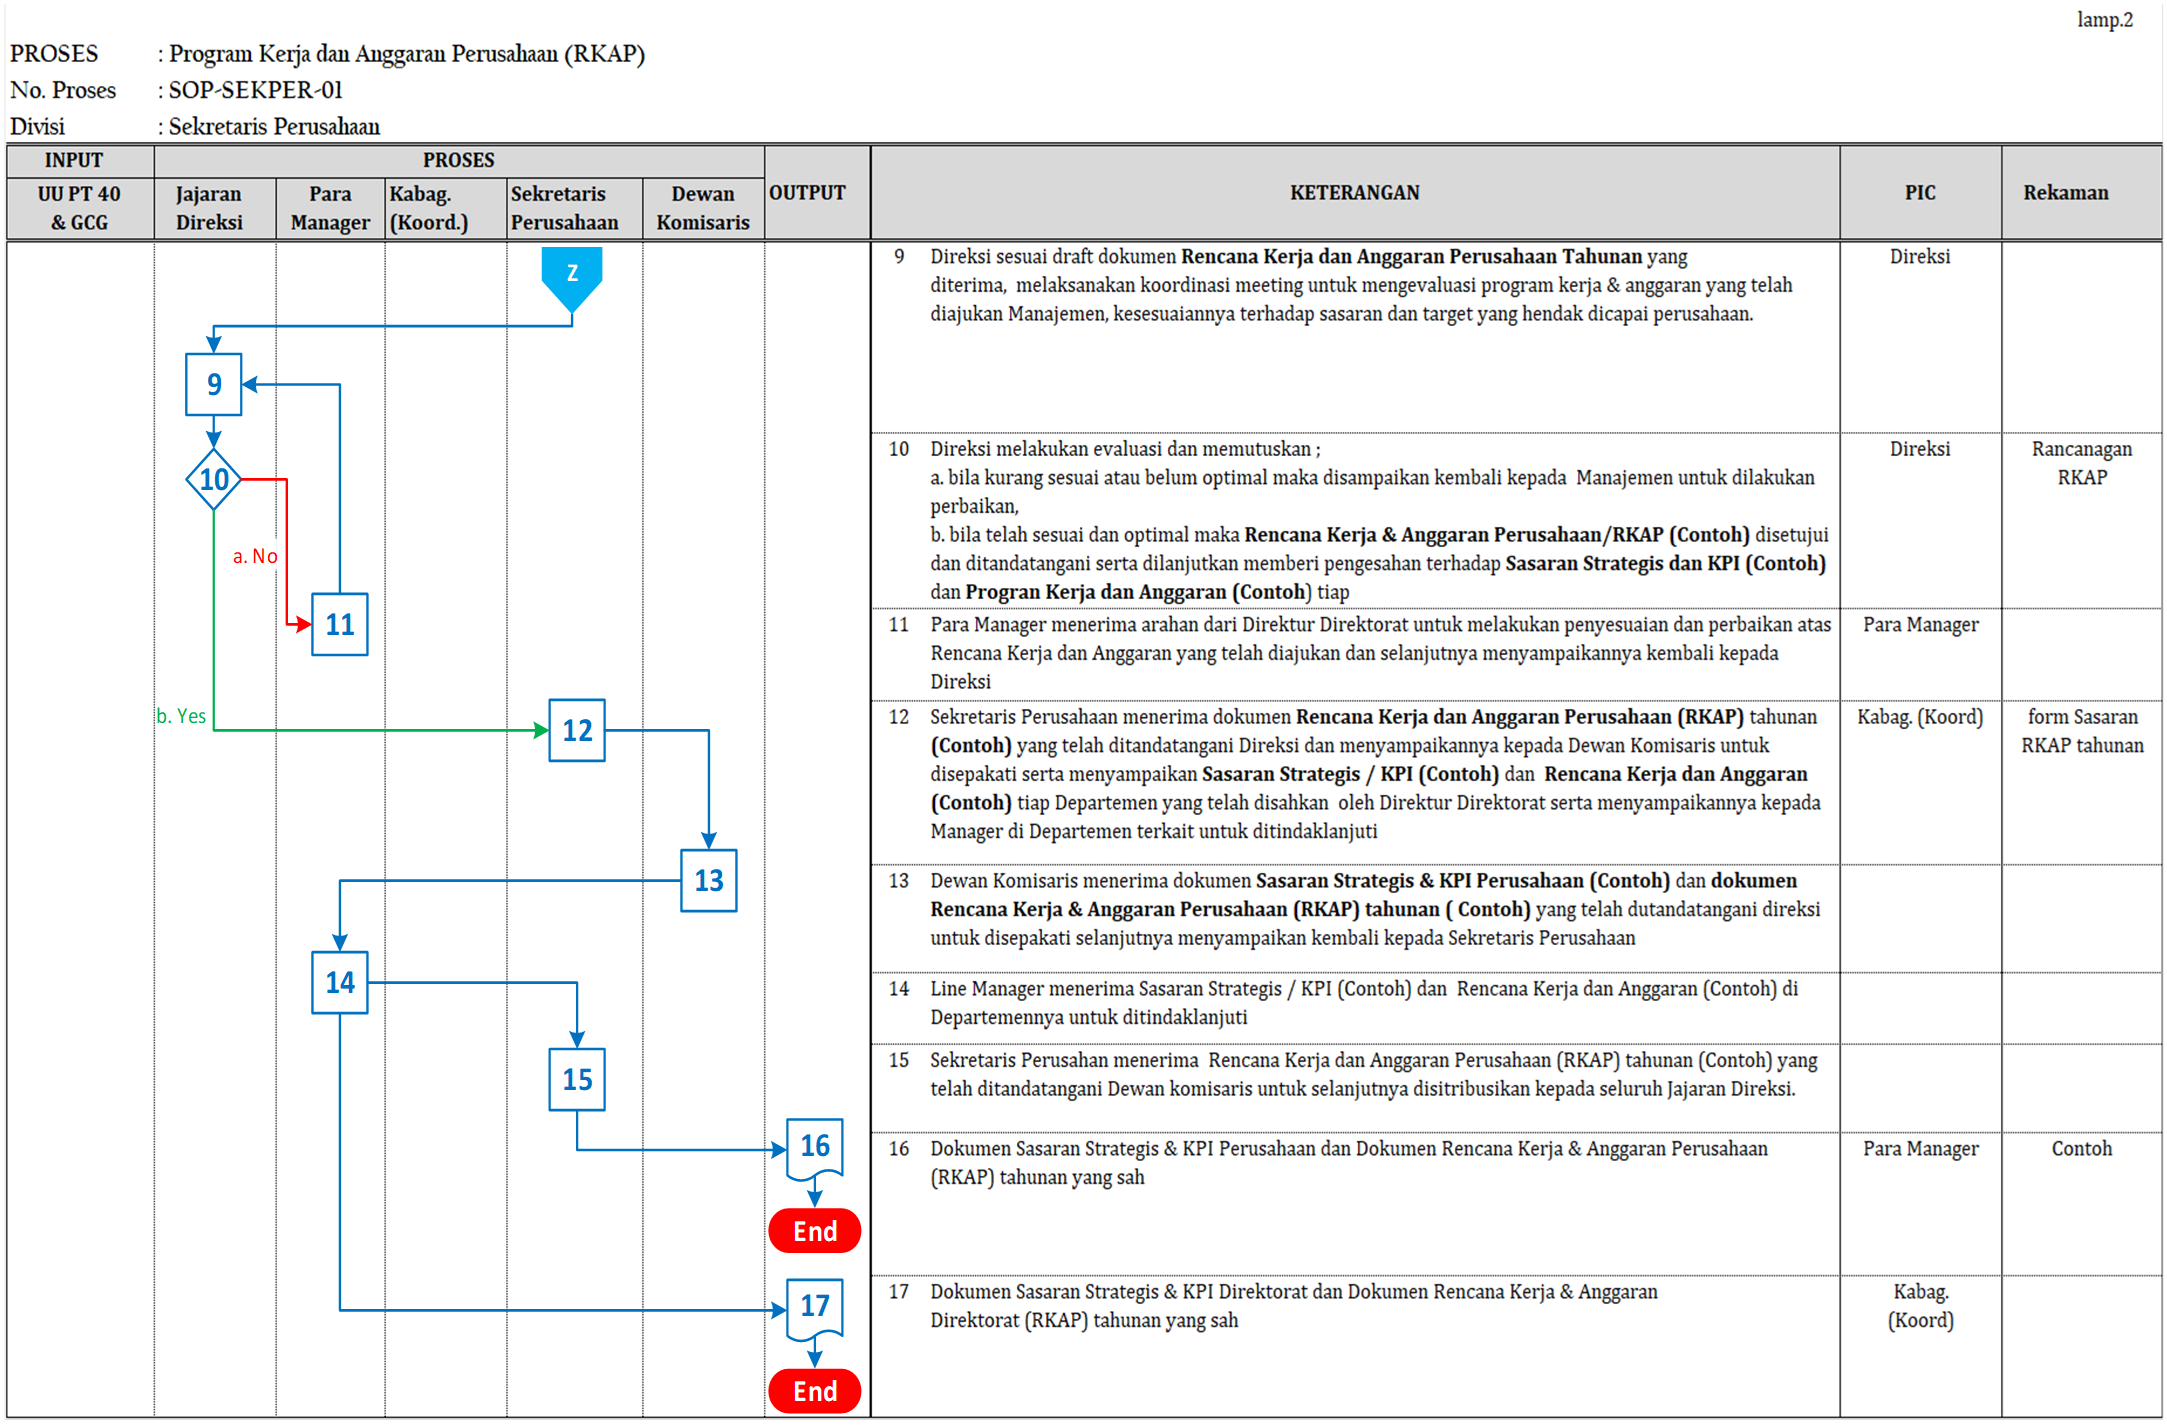 lamp.2
PROSES : Program Kerja dan Anggaran Perusahaan (RKAP)
No. Proses : SOP-SEKPER-01
Divisi : Sekretaris Perusahaan
INPUT PROSES OUTPUT KETERANGAN PIC Rekaman
UU PT 40 & GCG
Jajaran Direksi
Para Manager
Kabag. (Koord.)
Sekretaris Perusahaan
Dewan Komisaris
Z
9
10
a. No
11
b. Yes
12
13
14
15
16
End
17
End
9 Direksi sesuai draft dokumen Rencana Kerja dan Anggaran Perusahaan Tahunan yang
diterima, melaksanakan koordinasi meeting untuk mengevaluasi program kerja & anggaran yang telah
diajukan Manajemen, kesesuaiannya terhadap sasaran dan target yang hendak dicapai perusahaan.
Direksi
10 Direksi melakukan evaluasi dan memutuskan ;
a. bila kurang sesuai atau belum optimal maka disampaikan kembali kepada Manajemen untuk dilakukan
perbaikan,
b. bila telah sesuai dan optimal maka Rencana Kerja & Anggaran Perusahaan/RKAP (Contoh) disetujui
dan ditandatangani serta dilanjutkan memberi pengesahan terhadap Sasaran Strategis dan KPI (Contoh)
dan Progran Kerja dan Anggaran (Contoh) tiap
Direksi
Rancanagan
RKAP
11 Para Manager menerima arahan dari Direktur Direktorat untuk melakukan penyesuaian dan perbaikan atas
Rencana Kerja dan Anggaran yang telah diajukan dan selanjutnya menyampaikannya kembali kepada
Direksi
Para Manager
12 Sekretaris Perusahaan menerima dokumen Rencana Kerja dan Anggaran Perusahaan (RKAP) tahunan
(Contoh) yang telah ditandatangani Direksi dan menyampaikannya kepada Dewan Komisaris untuk
disepakati serta menyampaikan Sasaran Strategis / KPI (Contoh) dan Rencana Kerja dan Anggaran
(Contoh) tiap Departemen yang telah disahkan oleh Direktur Direktorat serta menyampaikannya kepada
Manager di Departemen terkait untuk ditindaklanjuti
Kabag. (Koord)
form Sasaran
RKAP tahunan
13 Dewan Komisaris menerima dokumen Sasaran Strategis & KPI Perusahaan (Contoh) dan dokumen
Rencana Kerja & Anggaran Perusahaan (RKAP) tahunan ( Contoh) yang telah dutandatangani direksi
untuk disepakati selanjutnya menyampaikan kembali kepada Sekretaris Perusahaan
14 Line Manager menerima Sasaran Strategis / KPI (Contoh) dan Rencana Kerja dan Anggaran (Contoh) di
Departemennya untuk ditindaklanjuti
15 Sekretaris Perusahan menerima Rencana Kerja dan Anggaran Perusahaan (RKAP) tahunan (Contoh) yang
telah ditandatangani Dewan komisaris untuk selanjutnya disitribusikan kepada seluruh Jajaran Direksi.
16 Dokumen Sasaran Strategis & KPI Perusahaan dan Dokumen Rencana Kerja & Anggaran Perusahaan
(RKAP) tahunan yang sah
Para Manager
Contoh
17 Dokumen Sasaran Strategis & KPI Direktorat dan Dokumen Rencana Kerja & Anggaran
Direktorat (RKAP) tahunan yang sah
Kabag.
(Koord)